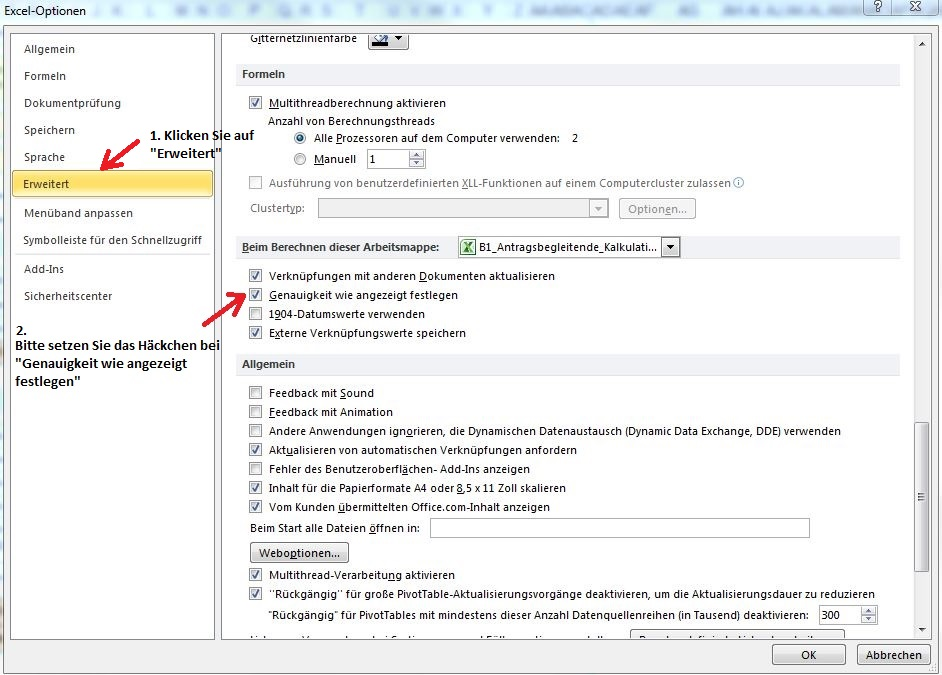 Excel-Optionen
Allgemein
Formeln
Dokumentprüfung
Speichern
Sprache
Erweitert
Menüband anpassen
Symbolleiste für den Schnellzugriff
Add-Ins
Sicherheitscenter
1. Klicken Sie auf
"Erweitert"
2.
Bitte setzen Sie das Häckchen bei
"Genauigkeit wie angezeigt
festlegen"
Gitternetzlinienfarbe
Formeln
Multithreadberechnung aktivieren
Anzahl von Berechnungsthreads
Alle Prozessoren auf dem Computer verwenden: 2
Manuell 1
Ausführung von benutzerdefinierten XLL-Funktionen auf einem Computercluster zulassen
Clustertyp: Optionen...
Beim Berechnen dieser Arbeitsmappe: B1_Antragsbegleitende_Kalkulati...
Verknüpfungen mit anderen Dokumenten aktualisieren
Genauigkeit wie angezeigt festlegen
1904-Datumswerte verwenden
Externe Verknüpfungswerte speichern
Allgemein
Feedback mit Sound
Feedback mit Animation
Andere Anwendungen ignorieren, die Dynamischen Datenaustausch (Dynamic Data Exchange, DDE) verwenden
Aktualisieren von automatischen Verknüpfungen anfordern
Fehler des Benutzeroberflächen- Add-Ins anzeigen
Inhalt für die Papierformate A4 oder 8,5 x 11 Zoll skalieren
Vom Kunden übermittelten Office.com-Inhalt anzeigen
Beim Start alle Dateien öffnen in:
Weboptionen...
Multithread-Verarbeitung aktivieren
"Rückgängig" für große PivotTable-Aktualisierungsvorgänge deaktivieren, um die Aktualisierungsdauer zu reduzieren
"Rückgängig" für PivotTables mit mindestens dieser Anzahl Datenquellenreihen (in Tausend) deaktivieren: 300
OK Abbrechen